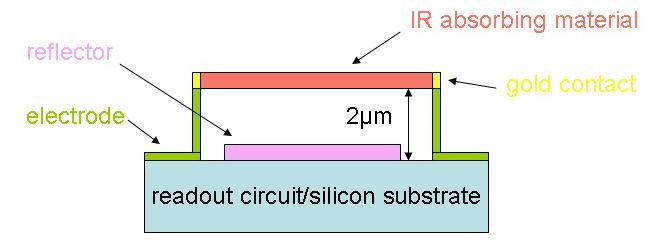 IR absorbing material
reflector
gold contact
electrode
2µm
readout circuit/silicon substrate